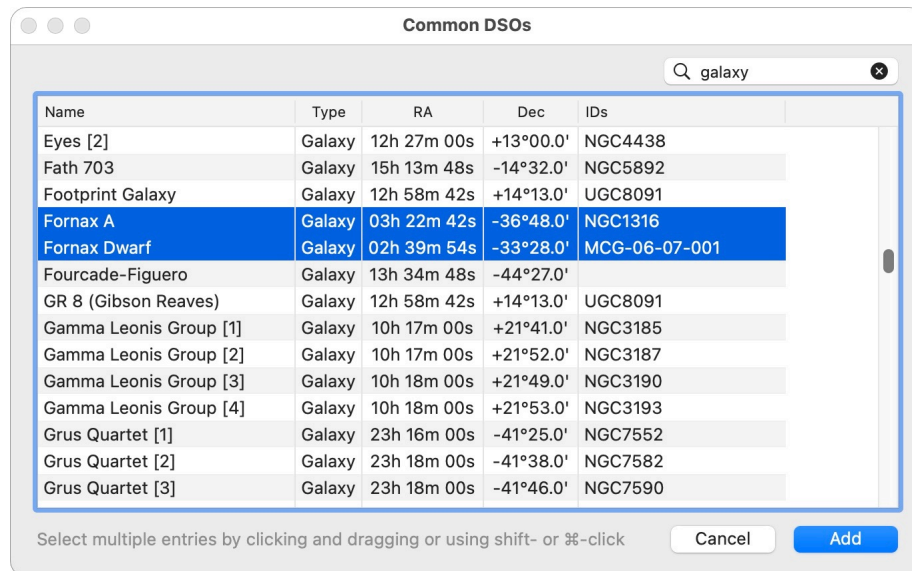 Common DSOs
galaxy
Name Type RA Dec IDs
Eyes [2] Galaxy 12h 27m 00s +13°00.0' NGC4438
Fath 703 Galaxy 15h 13m 48s -14°32.0' NGC5892
Footprint Galaxy Galaxy 12h 58m 42s +14°13.0' UGC8091
Fornax A Galaxy 03h 22m 42s -36°48.0' NGC1316
Fornax Dwarf Galaxy 02h 39m 54s -33°28.0' MCG-06-07-001
Fourcade-Figuero Galaxy 13h 34m 48s -44°27.0'
GR 8 (Gibson Reaves) Galaxy 12h 58m 42s +14°13.0' UGC8091
Gamma Leonis Group [1] Galaxy 10h 17m 00s +21°41.0' NGC3185
Gamma Leonis Group [2] Galaxy 10h 17m 00s +21°52.0' NGC3187
Gamma Leonis Group [3] Galaxy 10h 18m 00s +21°49.0' NGC3190
Gamma Leonis Group [4] Galaxy 10h 18m 00s +21°53.0' NGC3193
Grus Quartet [1] Galaxy 23h 16m 00s -41°25.0' NGC7552
Grus Quartet [2] Galaxy 23h 18m 00s -41°38.0' NGC7582
Grus Quartet [3] Galaxy 23h 18m 00s -41°46.0' NGC7590
Select multiple entries by clicking and dragging or using shift- or ⌘-click Cancel Add